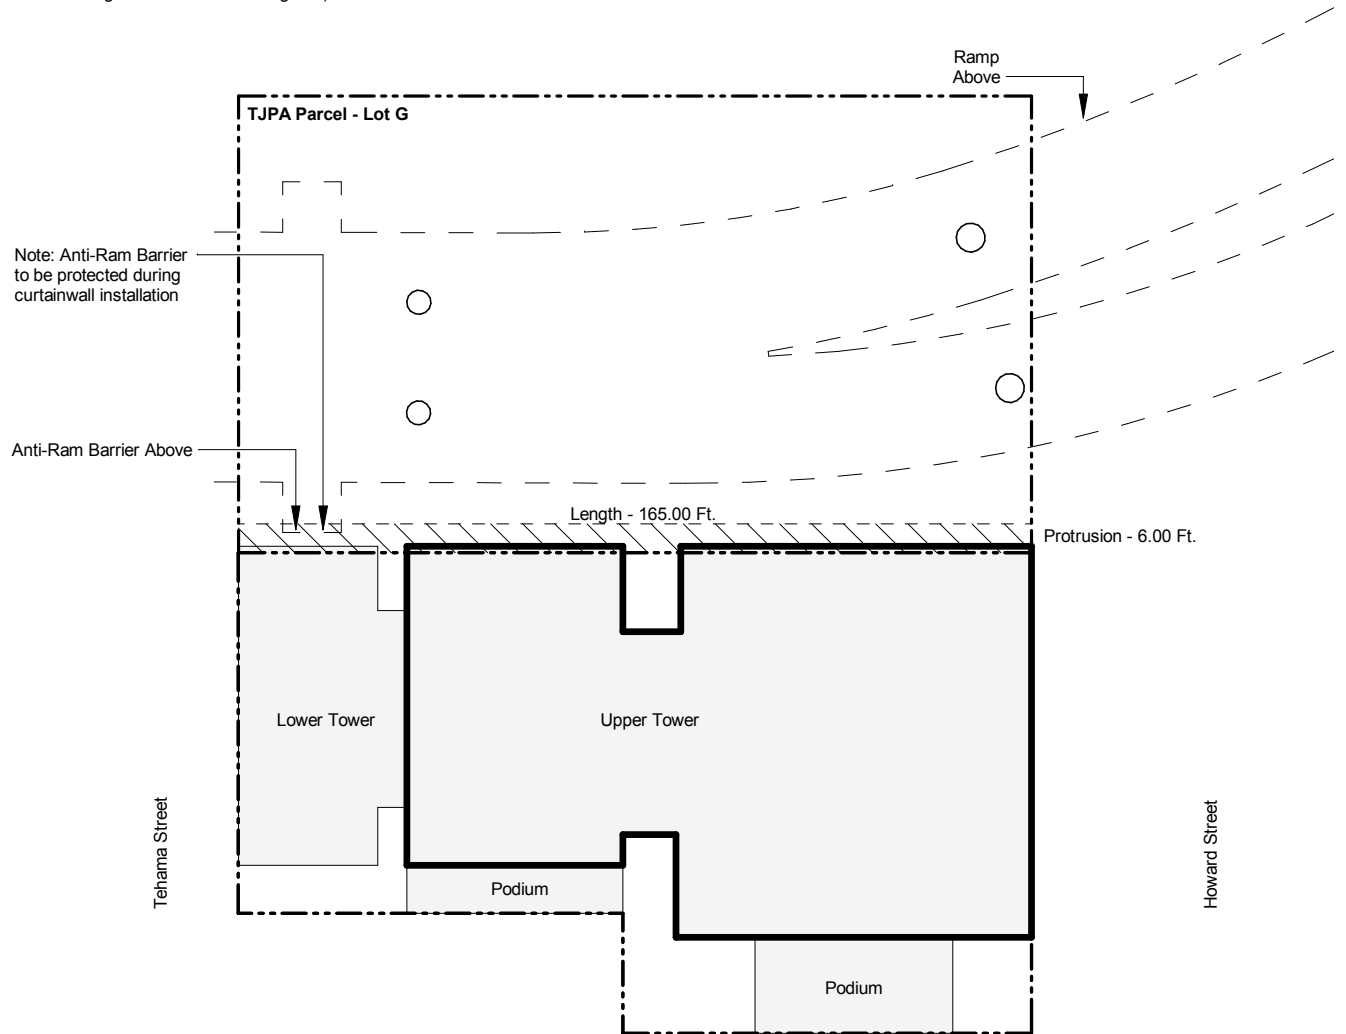 Ramp
Above
TJPA Parcel - Lot G
Note: Anti-Ram Barrier
to be protected during
curtainwall installation
Anti-Ram Barrier Above
Length - 165.00 Ft.
Protrusion - 6.00 Ft.
Lower Tower
Upper Tower
Tehama Street
Howard Street
Podium
Podium